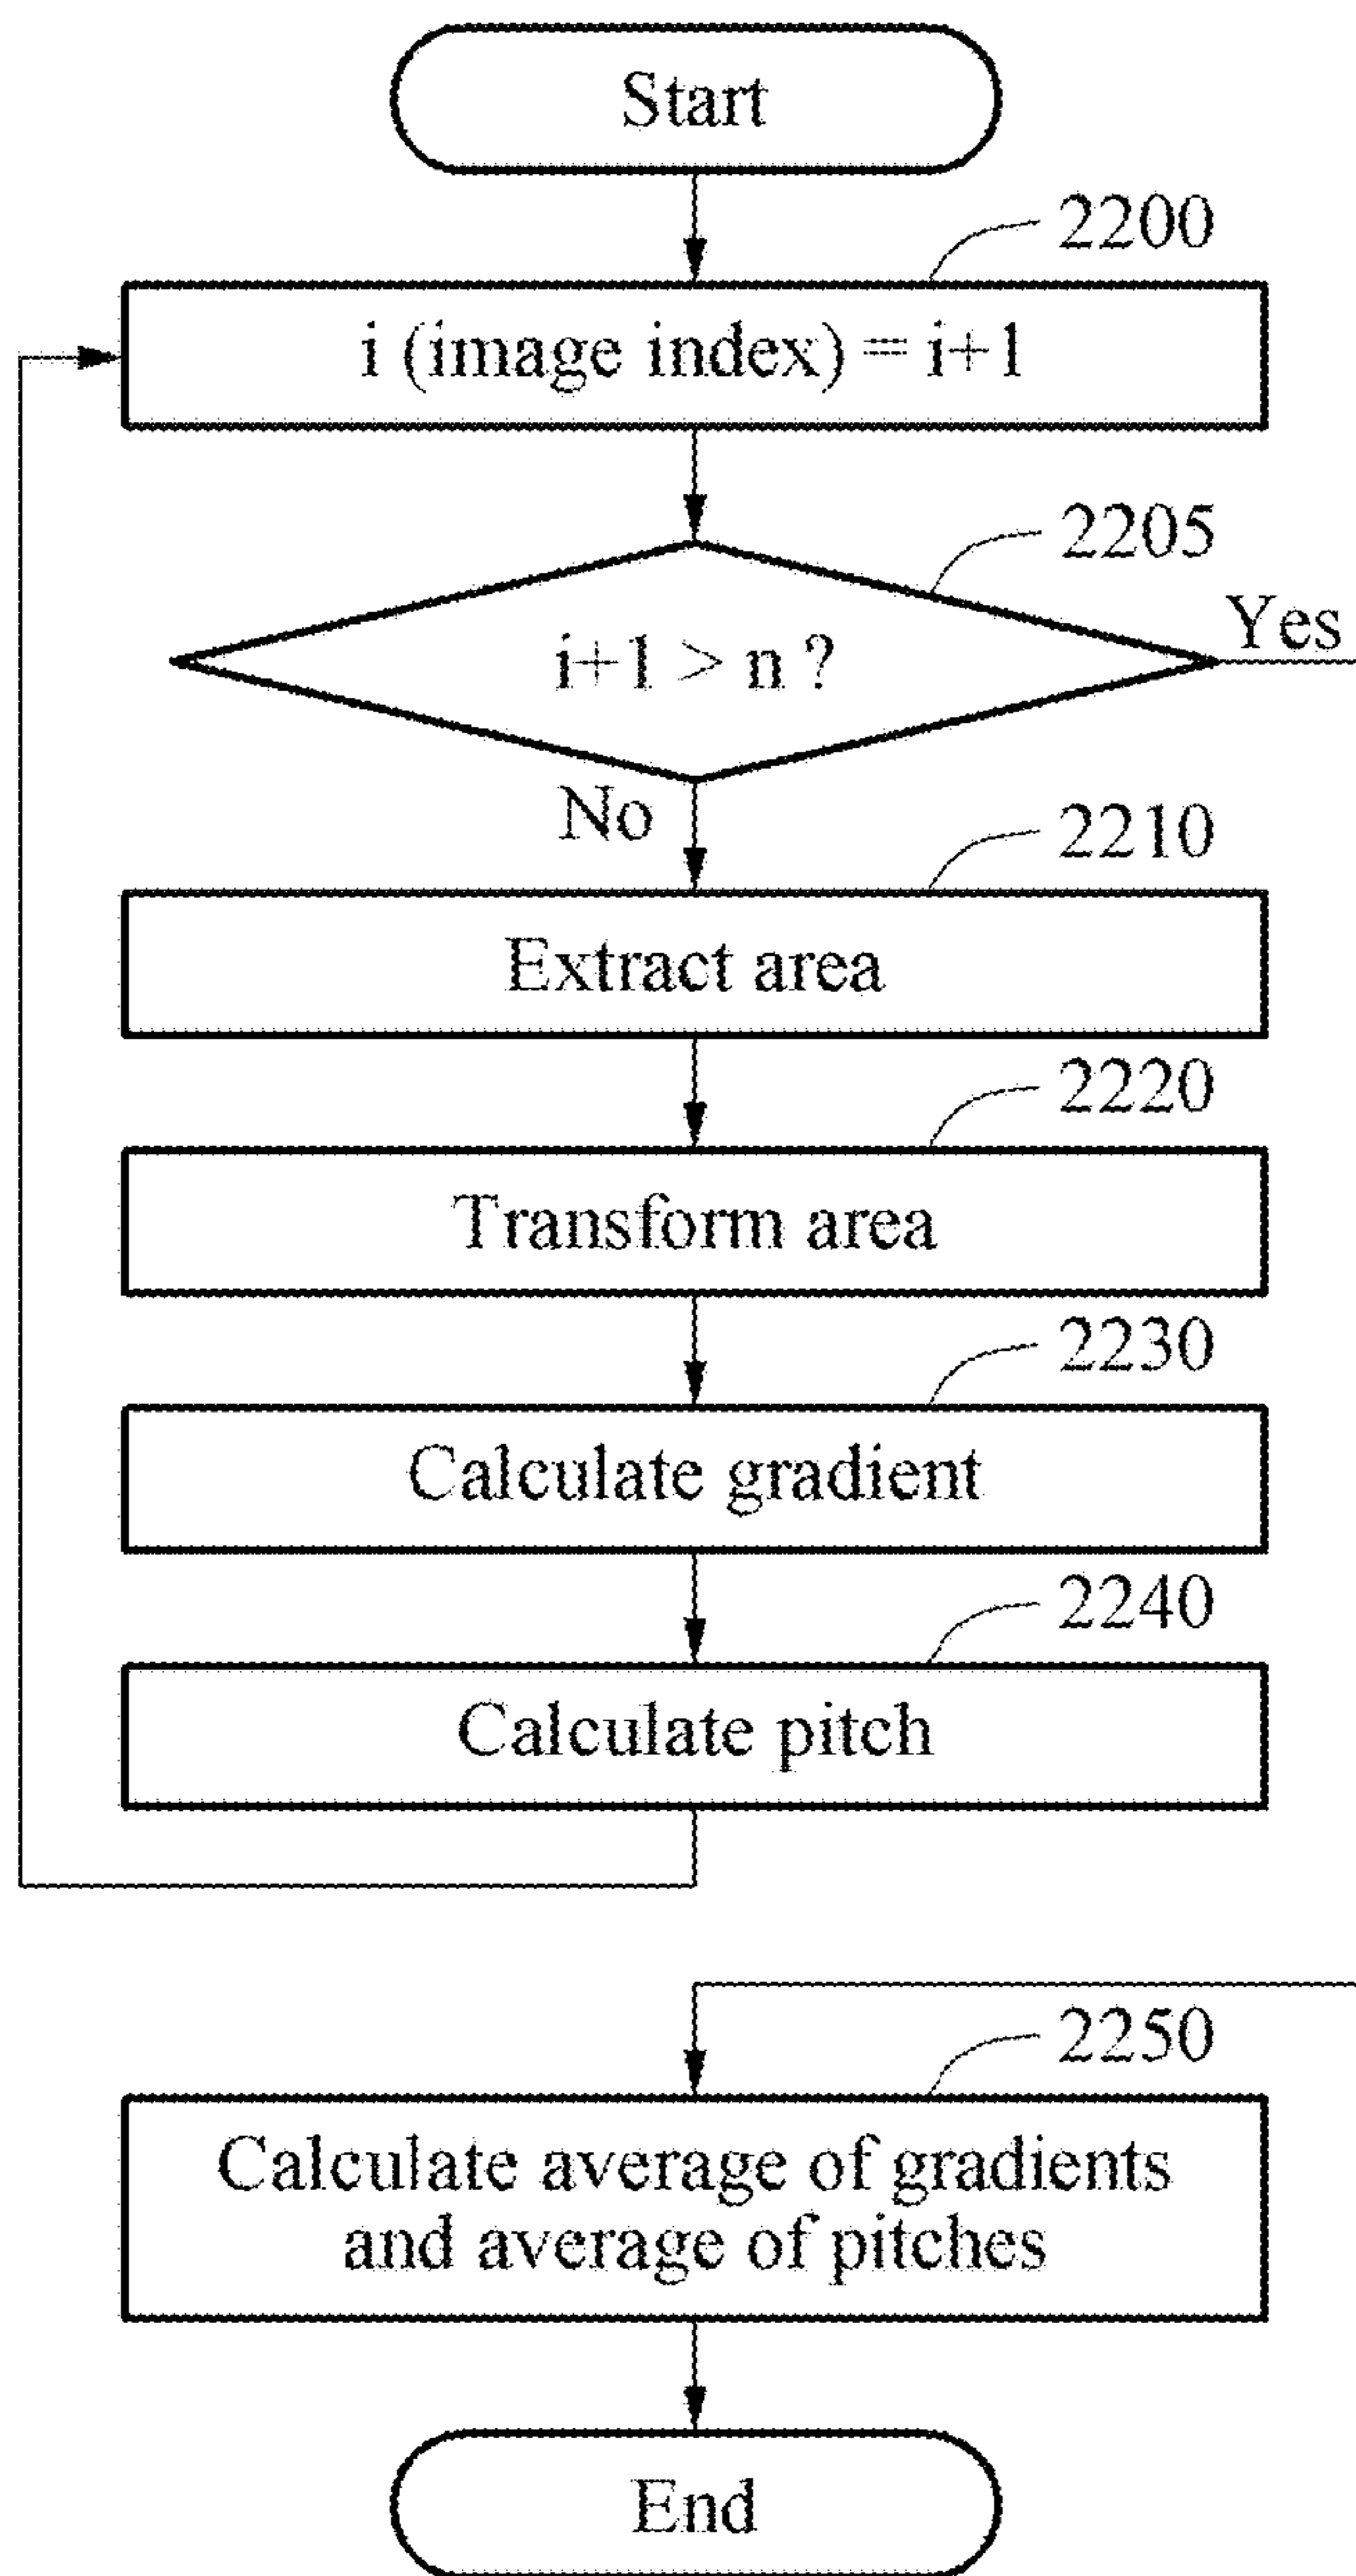 Start
2200
i (image index) = i+1
2205
i+1 > n ?
Yes
No
2210
Extract area
2220
Transform area
2230
Calculate gradient
2240
Calculate pitch
2250
Calculate average of gradients
and average of pitches
End